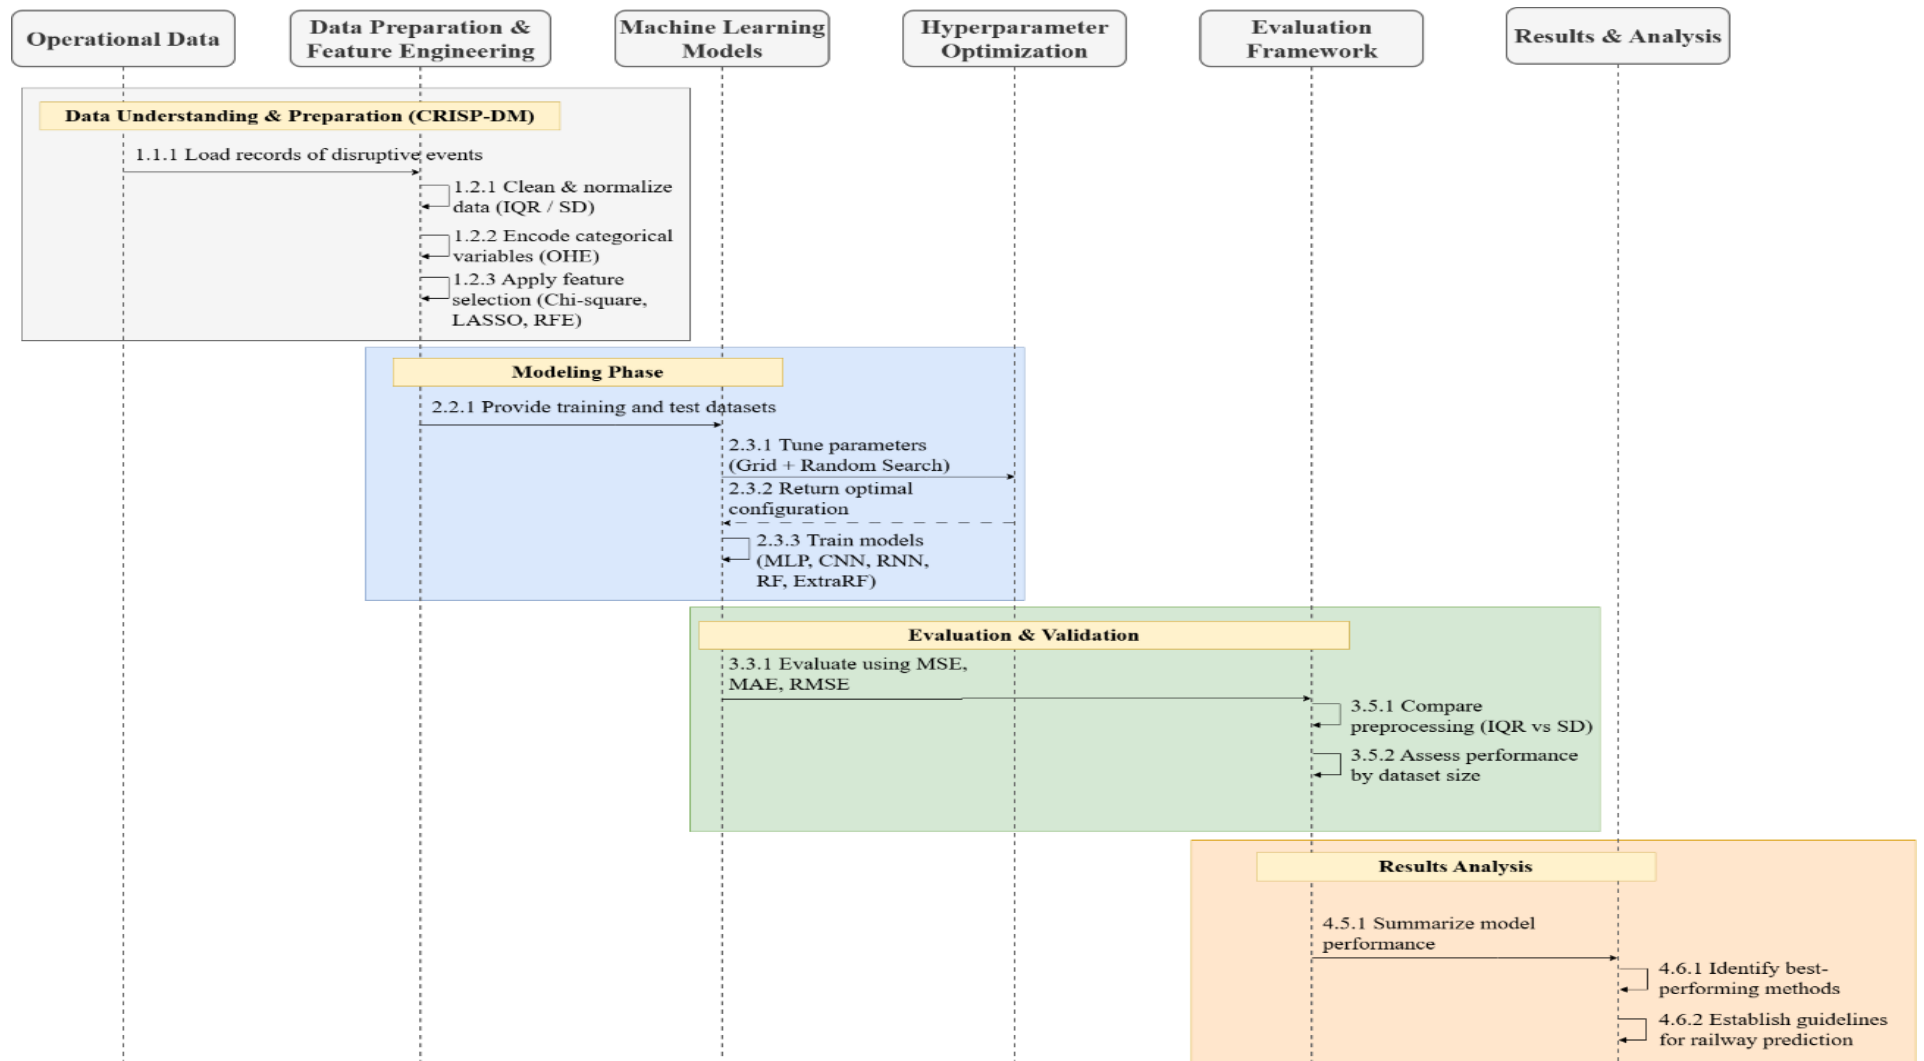 Operational Data
Data Preparation &
Feature Engineering
Machine Learning
Models
Hyperparameter
Optimization
Evaluation
Framework
Results & Analysis
Data Understanding & Preparation (CRISP-DM)
1.1.1 Load records of disruptive events
1.2.1 Clean & normalize
data (IQR / SD)
1.2.2 Encode categorical
variables (OHE)
1.2.3 Apply feature
selection (Chi-square,
LASSO, RFE)
Modeling Phase
2.2.1 Provide training and test datasets
2.3.1 Tune parameters
(Grid + Random Search)
2.3.2 Return optimal
configuration
2.3.3 Train models
(MLP, CNN, RNN,
RF, ExtraRF)
Evaluation & Validation
3.3.1 Evaluate using MSE,
MAE, RMSE
3.5.1 Compare
preprocessing (IQR vs SD)
3.5.2 Assess performance
by dataset size
Results Analysis
4.5.1 Summarize model
performance
4.6.1 Identify best-
performing methods
4.6.2 Establish guidelines
for railway prediction